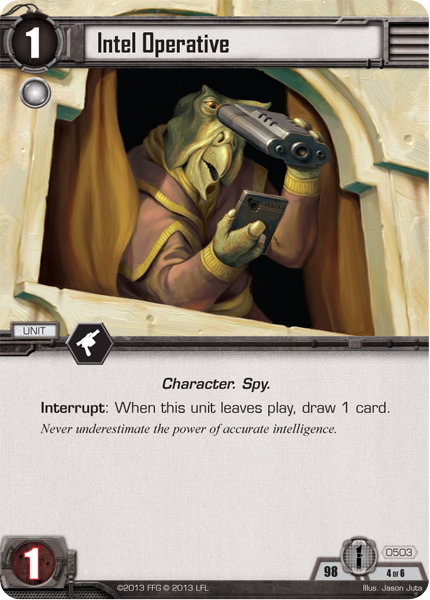 1
Intel Operative
UNIT
Character. Spy.
Interrupt: When this unit leaves play, draw 1 card.
Never underestimate the power of accurate intelligence.
1
98
0503
4 OF 6
©2013 FFG © 2013 LFL
Illus. Jason Juta